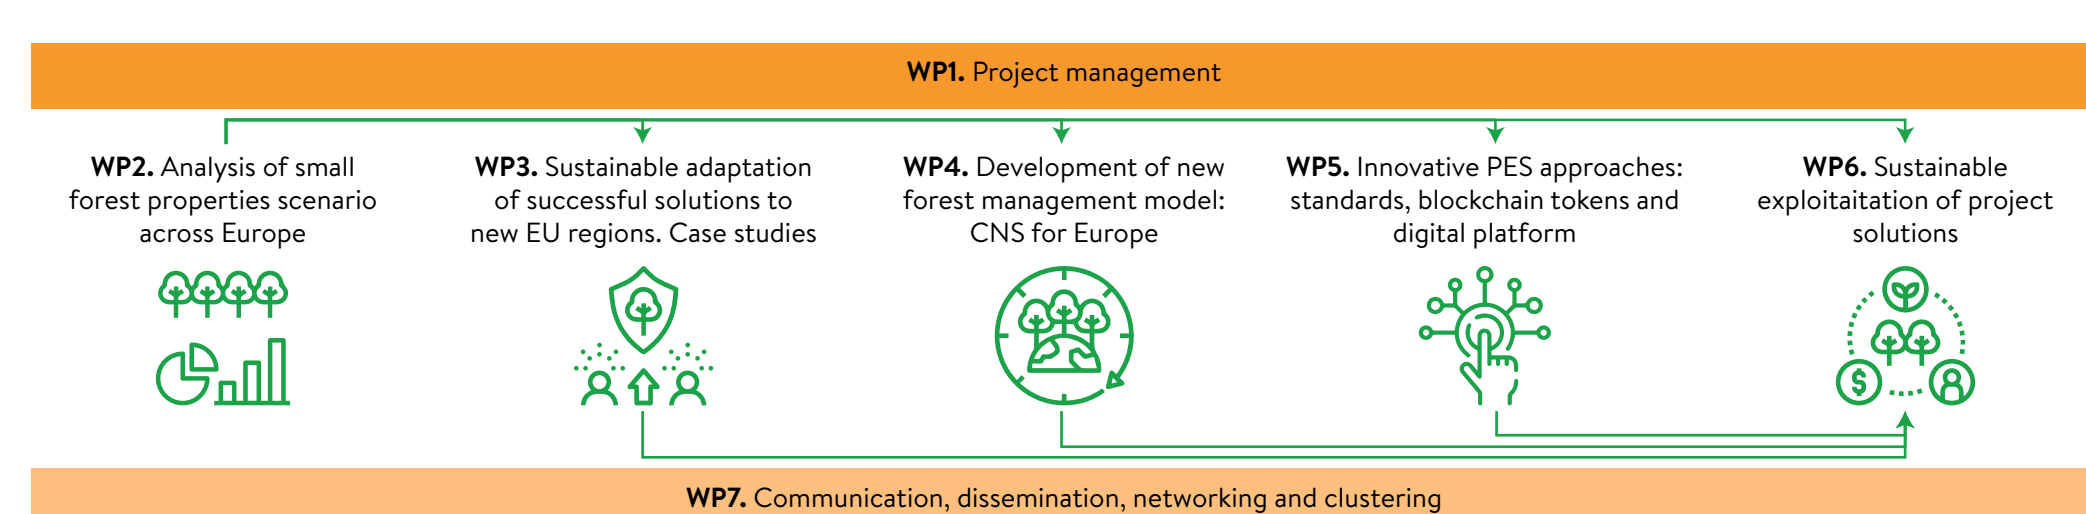 WP1. Project management
WP2. Analysis of small
forest properties scenario
across Europe
WP3. Sustainable adaptation
of successful solutions to
new EU regions. Case studies
WP4. Development of new
forest management model:
CNS for Europe
WP5. Innovative PES approaches:
standards, blockchain tokens and
digital platform
WP6. Sustainable
exploitaitation of project
solutions
$
WP7. Communication, dissemination, networking and clustering